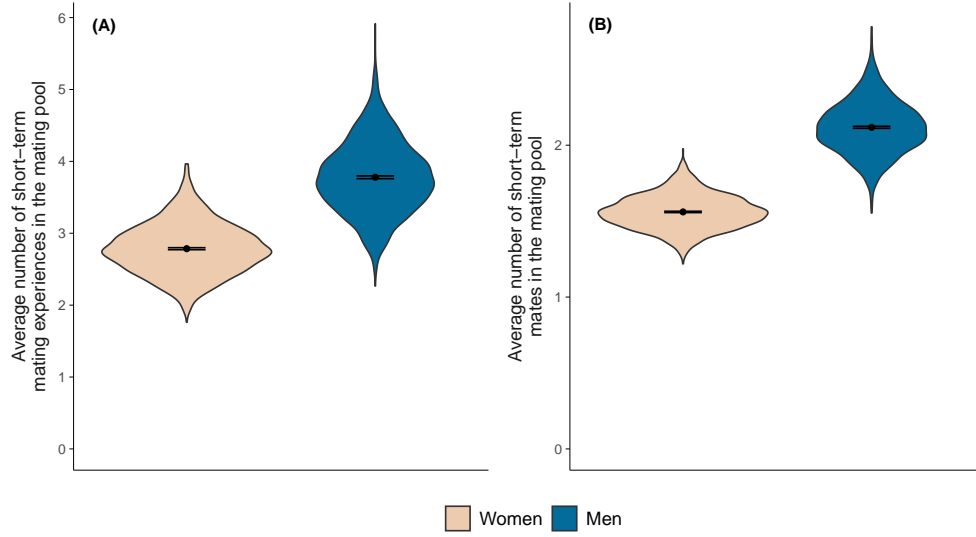 (A)
Average number of short−term
mating experiences in the mating pool
6
5
4
3
2
1
0
(B)
Average number of short−term
mates in the mating pool
2
1
0
Women
Men